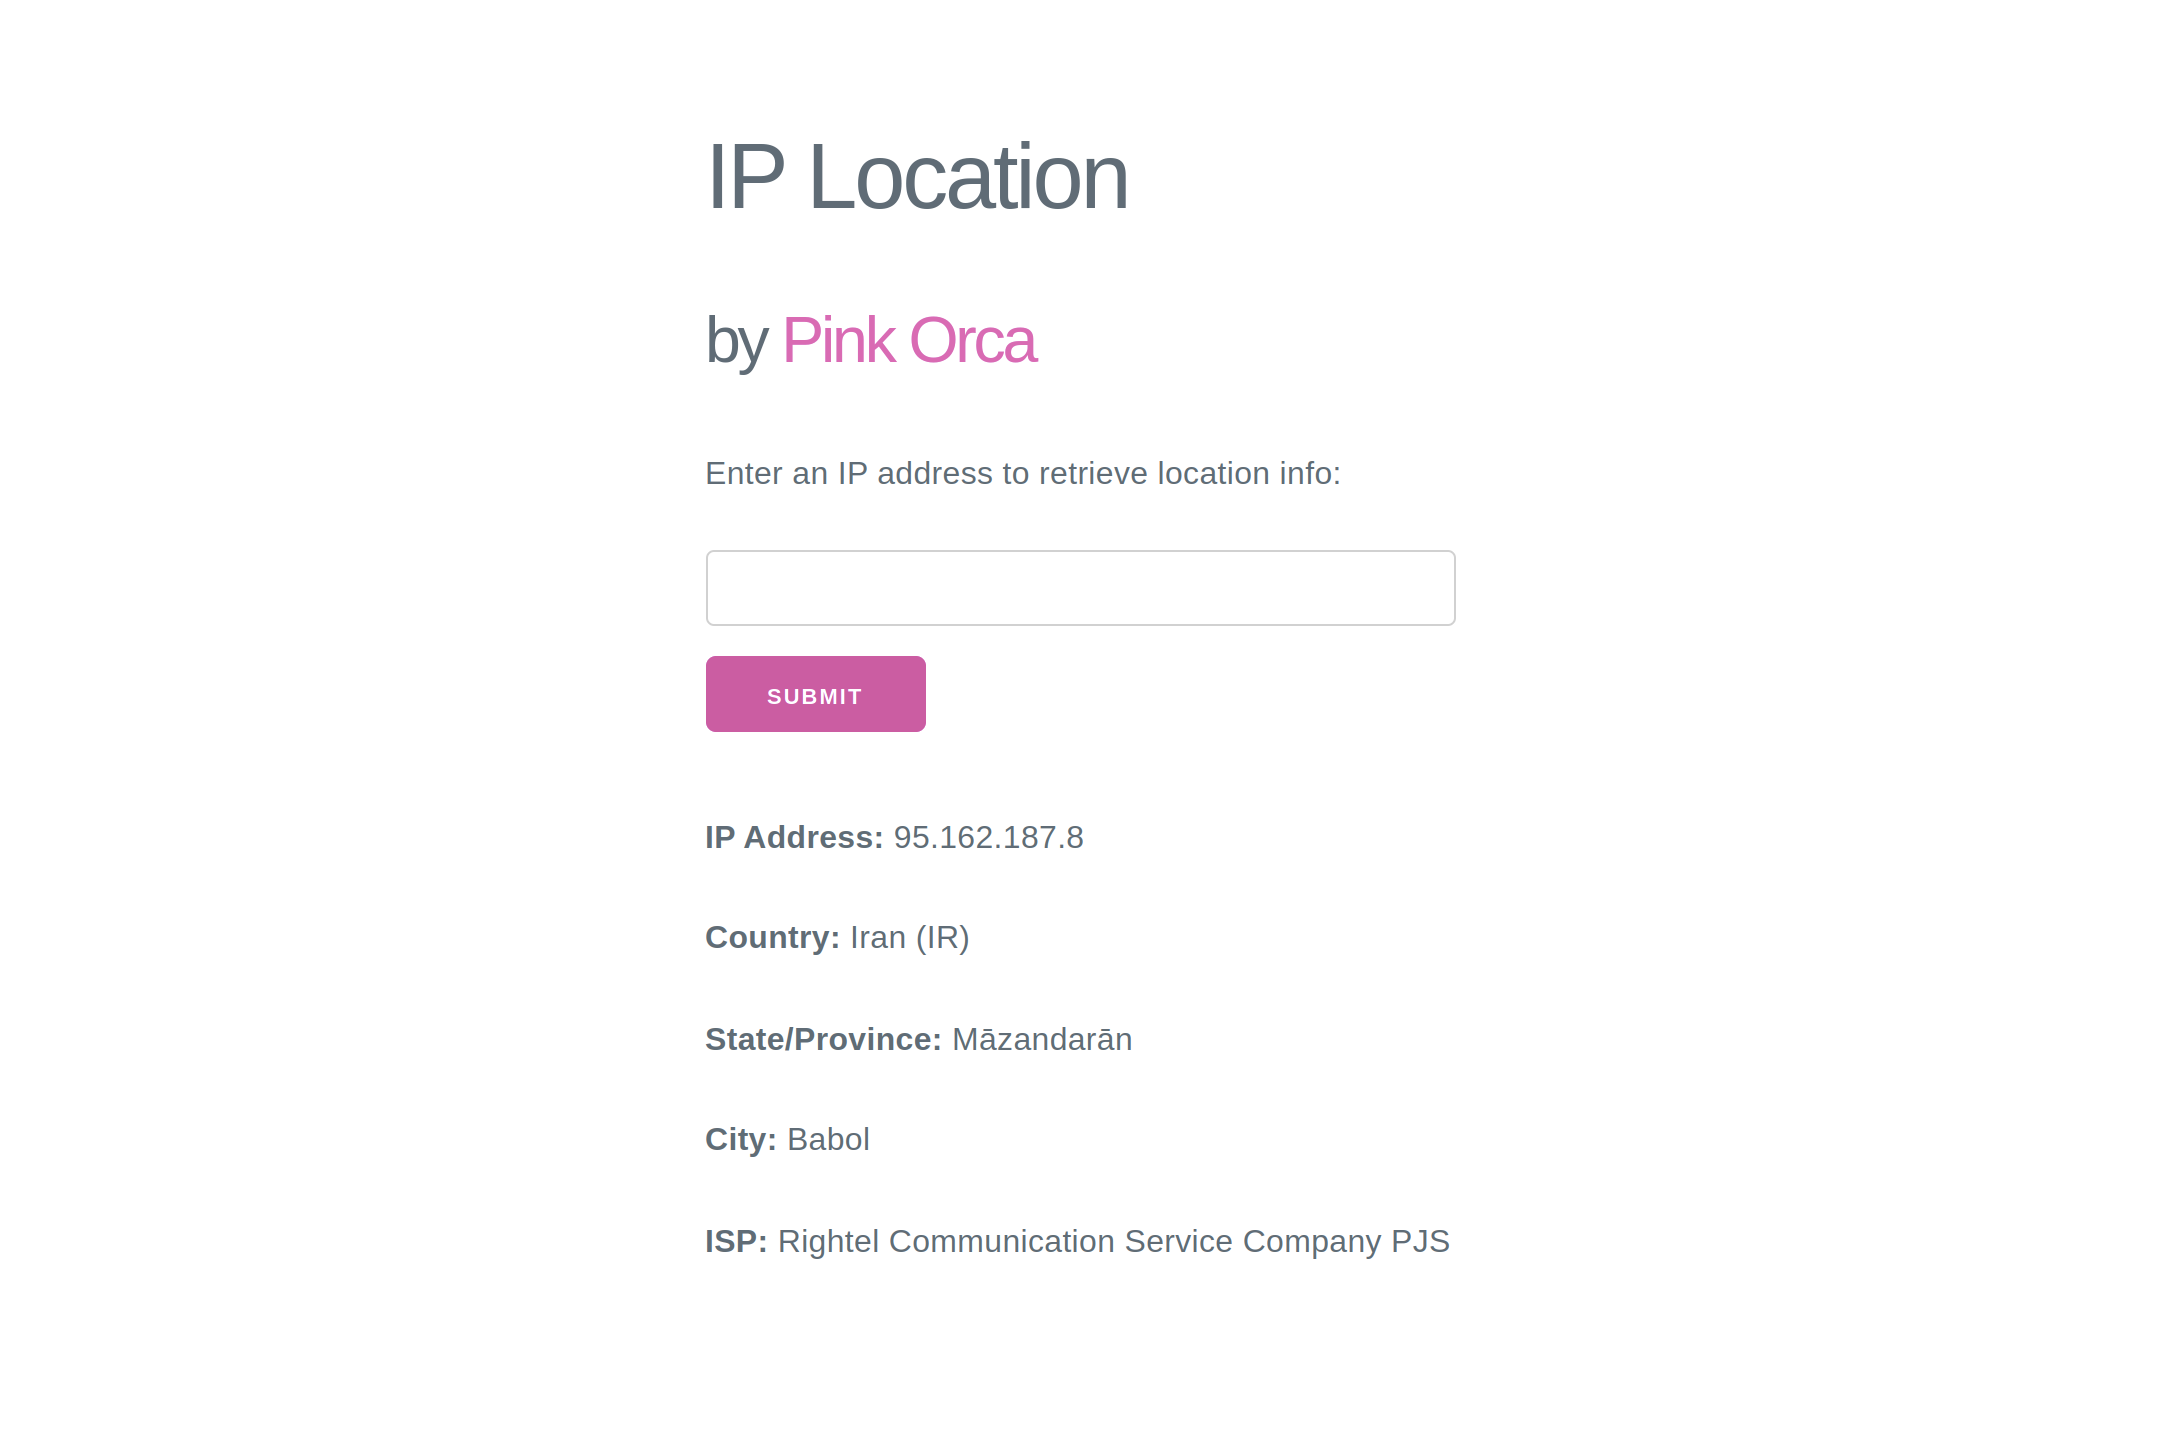 IP Location
by Pink Orca
Enter an IP address to retrieve location info:
SUBMIT
IP Address: 95.162.187.8
Country: Iran (IR)
State/Province: Māzandarān
City: Babol
ISP: Rightel Communication Service Company PJS